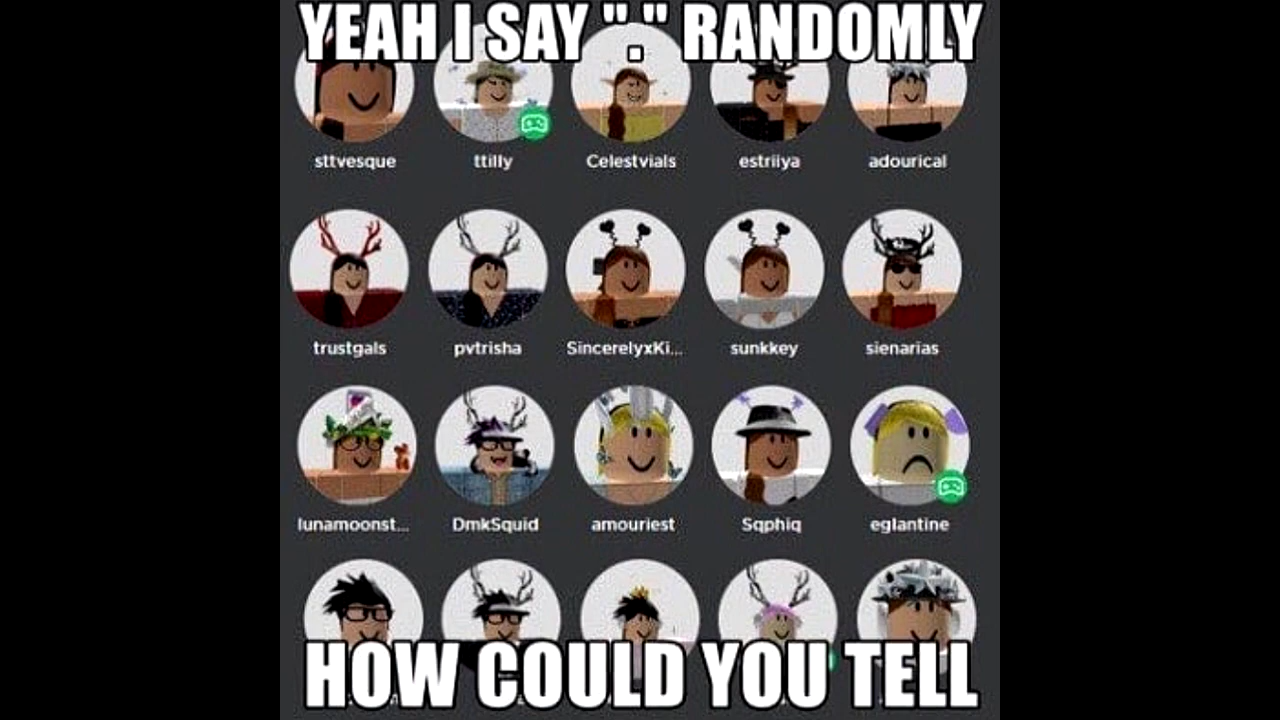 YEAH I SAY "." RANDOMLY
sttvesque ttilly Celestvials estriiya adourical
trustgals pvtrisha SincerelyxKi... sunkkey sienarias
lunamoonst... DmkSquid amouriest Sqphiq eglantine
HOW COULD YOU TELL